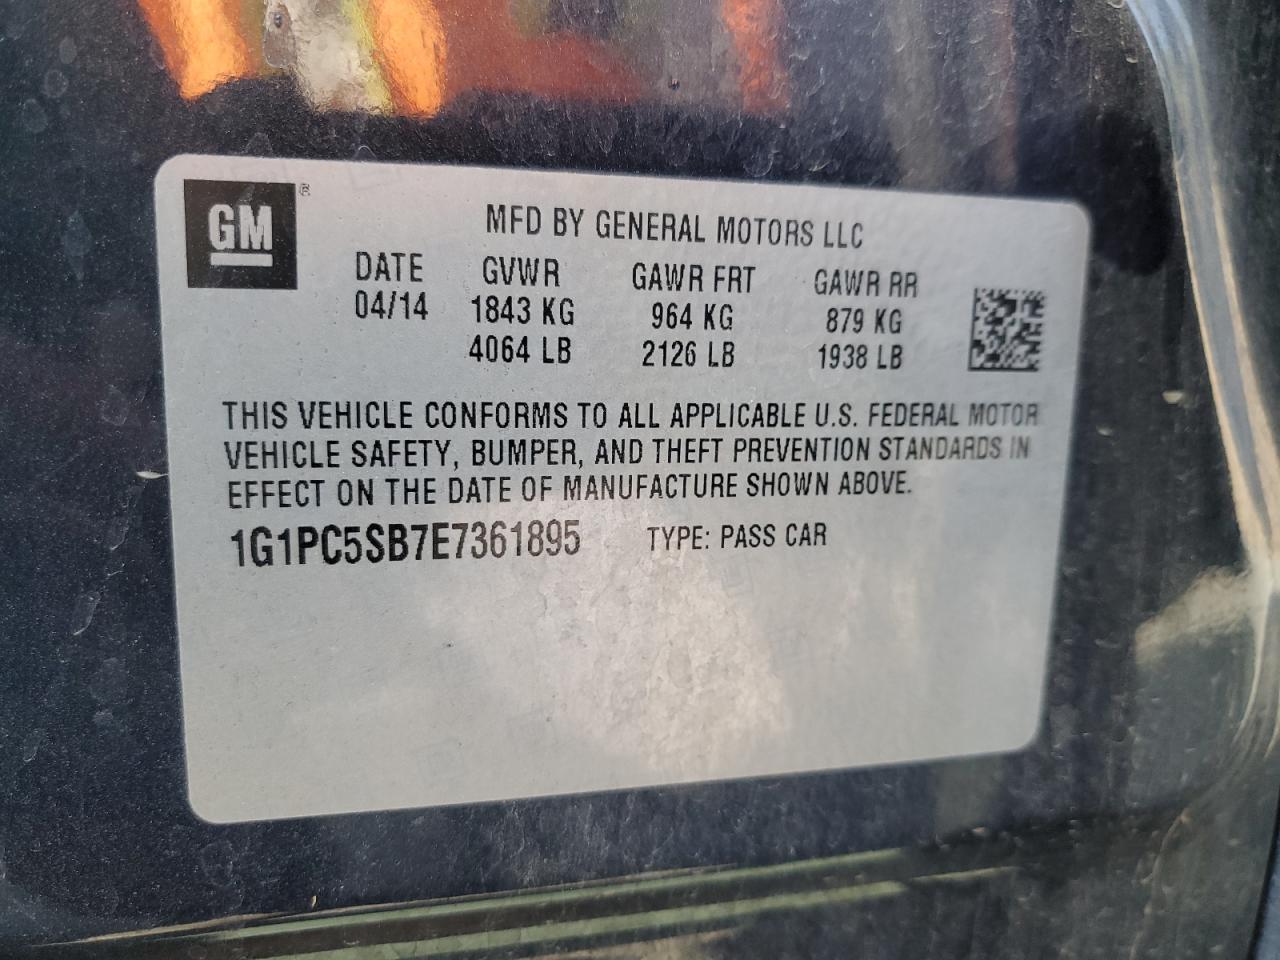 GM ®
MFD BY GENERAL MOTORS LLC
DATE GVWR GAWR FRT GAWR RR
04/14 1843 KG 964 KG 879 KG
4064 LB 2126 LB 1938 LB
THIS VEHICLE CONFORMS TO ALL APPLICABLE U.S. FEDERAL MOTOR
VEHICLE SAFETY, BUMPER, AND THEFT PREVENTION STANDARDS IN
EFFECT ON THE DATE OF MANUFACTURE SHOWN ABOVE.
1G1PC5SB7E7361895 TYPE: PASS CAR